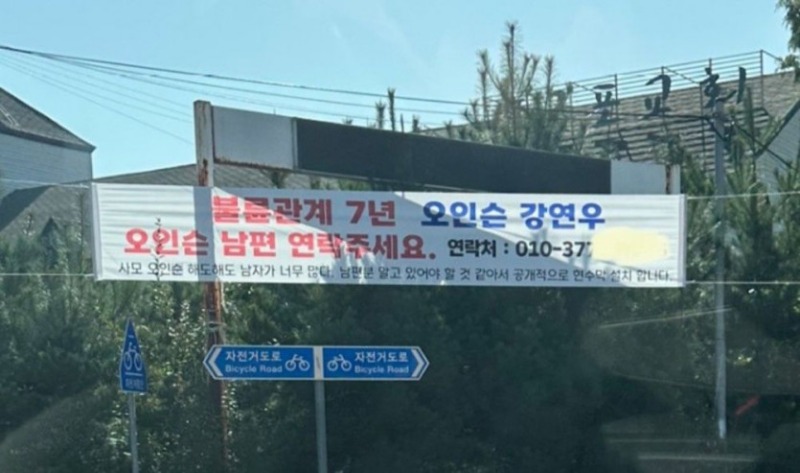 불륜관계 7년 오인슨 강연우
오인슨 남편 연락주세요. 연락처 : 010-37
사모 오인슨 해도해도 남자가 너무 많다. 남편분 알고 있어야 할 것 같아서 공개적으로 현수막 설치 합니다.
자전거도로
Bicycle Road
자전거도로
Bicycle Road